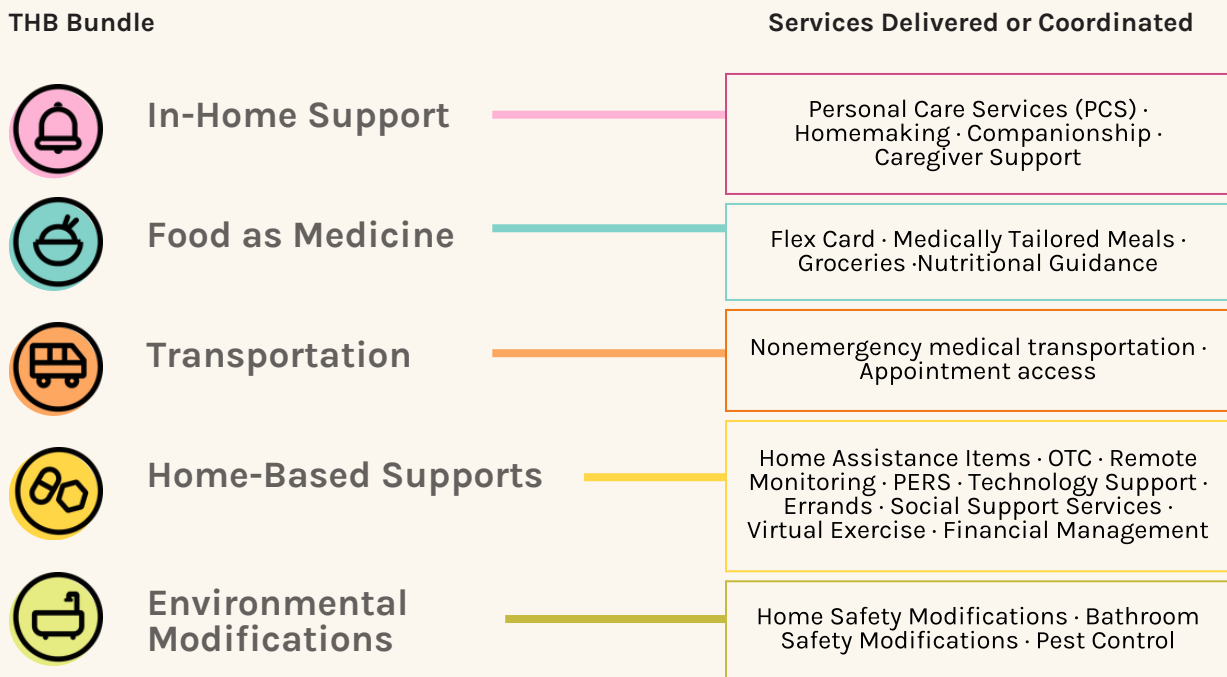 THB Bundle
Services Delivered or Coordinated
In-Home Support
Personal Care Services (PCS) ·
Homemaking · Companionship ·
Caregiver Support
Food as Medicine
Flex Card · Medically Tailored Meals ·
Groceries ·Nutritional Guidance
Transportation
Nonemergency medical transportation ·
Appointment access
Home-Based Supports
Home Assistance Items · OTC · Remote
Monitoring · PERS · Technology Support ·
Errands · Social Support Services ·
Virtual Exercise · Financial Management
Environmental
Modifications
Home Safety Modifications · Bathroom
Safety Modifications · Pest Control